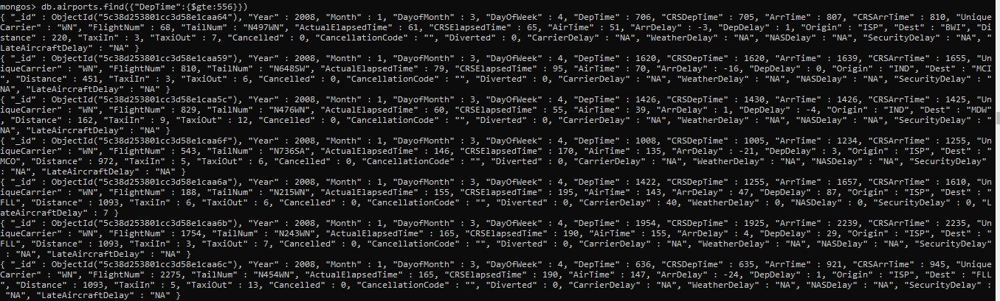 mongos> db.airports.find({"DepTime":{$gte:556}})
{ "_id" : ObjectId("5c38d253801cc3d58e1caa64"), "Year" : 2008, "Month" : 1, "DayofMonth" : 3, "DayOfWeek" : 4, "DepTime" : 706, "CRSDepTime" : 705, "ArrTime" : 807, "CRSArrTime" : 810, "Unique
Carrier" : "WN", "FlightNum" : 68, "TailNum" : "N497WN", "ActualElapsedTime" : 61, "CRSElapsedTime" : 65, "AirTime" : 51, "ArrDelay" : -3, "DepDelay" : 1, "Origin" : "ISP", "Dest" : "BWI", "Di
stance" : 220, "TaxiIn" : 3, "TaxiOut" : 7, "Cancelled" : 0, "CancellationCode" : "", "Diverted" : 0, "CarrierDelay" : "NA", "WeatherDelay" : "NA", "NASDelay" : "NA", "SecurityDelay" : "NA", "
LateAircraftDelay" : "NA" }
{ "_id" : ObjectId("5c38d253801cc3d58e1caa59"), "Year" : 2008, "Month" : 1, "DayofMonth" : 3, "DayOfWeek" : 4, "DepTime" : 1620, "CRSDepTime" : 1620, "ArrTime" : 1639, "CRSArrTime" : 1655, "Un
iqueCarrier" : "WN", "FlightNum" : 810, "TailNum" : "N648SW", "ActualElapsedTime" : 79, "CRSElapsedTime" : 95, "AirTime" : 70, "ArrDelay" : -16, "DepDelay" : 0, "Origin" : "IND", "Dest" : "MCI
", "Distance" : 451, "TaxiIn" : 3, "TaxiOut" : 6, "Cancelled" : 0, "CancellationCode" : "", "Diverted" : 0, "CarrierDelay" : "NA", "WeatherDelay" : "NA", "NASDelay" : "NA", "SecurityDelay" : "
NA", "LateAircraftDelay" : "NA" }
{ "_id" : ObjectId("5c38d253801cc3d58e1caa5c"), "Year" : 2008, "Month" : 1, "DayofMonth" : 3, "DayOfWeek" : 4, "DepTime" : 1426, "CRSDepTime" : 1430, "ArrTime" : 1426, "CRSArrTime" : 1425, "Un
iqueCarrier" : "WN", "FlightNum" : 829, "TailNum" : "N476WN", "ActualElapsedTime" : 60, "CRSElapsedTime" : 55, "AirTime" : 39, "ArrDelay" : 1, "DepDelay" : -4, "Origin" : "IND", "Dest" : "MDW"
, "Distance" : 162, "TaxiIn" : 9, "TaxiOut" : 12, "Cancelled" : 0, "CancellationCode" : "", "Diverted" : 0, "CarrierDelay" : "NA", "WeatherDelay" : "NA", "NASDelay" : "NA", "SecurityDelay" : "
NA", "LateAircraftDelay" : "NA" }
{ "_id" : ObjectId("5c38d253801cc3d58e1caa6f"), "Year" : 2008, "Month" : 1, "DayofMonth" : 3, "DayOfWeek" : 4, "DepTime" : 1008, "CRSDepTime" : 1005, "ArrTime" : 1234, "CRSArrTime" : 1255, "Un
iqueCarrier" : "WN", "FlightNum" : 543, "TailNum" : "N736SA", "ActualElapsedTime" : 146, "CRSElapsedTime" : 170, "AirTime" : 135, "ArrDelay" : -21, "DepDelay" : 3, "Origin" : "ISP", "Dest" : "
MCO", "Distance" : 972, "TaxiIn" : 5, "TaxiOut" : 6, "Cancelled" : 0, "CancellationCode" : "", "Diverted" : 0, "CarrierDelay" : "NA", "WeatherDelay" : "NA", "NASDelay" : "NA", "SecurityDelay"
: "NA", "LateAircraftDelay" : "NA" }
{ "_id" : ObjectId("5c38d253801cc3d58e1caa6a"), "Year" : 2008, "Month" : 1, "DayofMonth" : 3, "DayOfWeek" : 4, "DepTime" : 1422, "CRSDepTime" : 1255, "ArrTime" : 1657, "CRSArrTime" : 1610, "Un
iqueCarrier" : "WN", "FlightNum" : 188, "TailNum" : "N215WN", "ActualElapsedTime" : 155, "CRSElapsedTime" : 195, "AirTime" : 143, "ArrDelay" : 47, "DepDelay" : 87, "Origin" : "ISP", "Dest" : "
FLL", "Distance" : 1093, "TaxiIn" : 6, "TaxiOut" : 6, "Cancelled" : 0, "CancellationCode" : "", "Diverted" : 0, "CarrierDelay" : 40, "WeatherDelay" : 0, "NASDelay" : 0, "SecurityDelay" : 0, "L
ateAircraftDelay" : 7 }
{ "_id" : ObjectId("5c38d253801cc3d58e1caa6b"), "Year" : 2008, "Month" : 1, "DayofMonth" : 3, "DayOfWeek" : 4, "DepTime" : 1954, "CRSDepTime" : 1925, "ArrTime" : 2239, "CRSArrTime" : 2235, "Un
iqueCarrier" : "WN", "FlightNum" : 1754, "TailNum" : "N243WN", "ActualElapsedTime" : 165, "CRSElapsedTime" : 190, "AirTime" : 155, "ArrDelay" : 4, "DepDelay" : 29, "Origin" : "ISP", "Dest" : "
FLL", "Distance" : 1093, "TaxiIn" : 3, "TaxiOut" : 7, "Cancelled" : 0, "CancellationCode" : "", "Diverted" : 0, "CarrierDelay" : "NA", "WeatherDelay" : "NA", "NASDelay" : "NA", "SecurityDelay"
 : "NA", "LateAircraftDelay" : "NA" }
{ "_id" : ObjectId("5c38d253801cc3d58e1caa6c"), "Year" : 2008, "Month" : 1, "DayofMonth" : 3, "DayOfWeek" : 4, "DepTime" : 636, "CRSDepTime" : 635, "ArrTime" : 921, "CRSArrTime" : 945, "Unique
Carrier" : "WN", "FlightNum" : 2275, "TailNum" : "N454WN", "ActualElapsedTime" : 165, "CRSElapsedTime" : 190, "AirTime" : 147, "ArrDelay" : -24, "DepDelay" : 1, "Origin" : "ISP", "Dest" : "FLL
", "Distance" : 1093, "TaxiIn" : 5, "TaxiOut" : 13, "Cancelled" : 0, "CancellationCode" : "", "Diverted" : 0, "CarrierDelay" : "NA", "WeatherDelay" : "NA", "NASDelay" : "NA", "SecurityDelay" :
 "NA", "LateAircraftDelay" : "NA" }